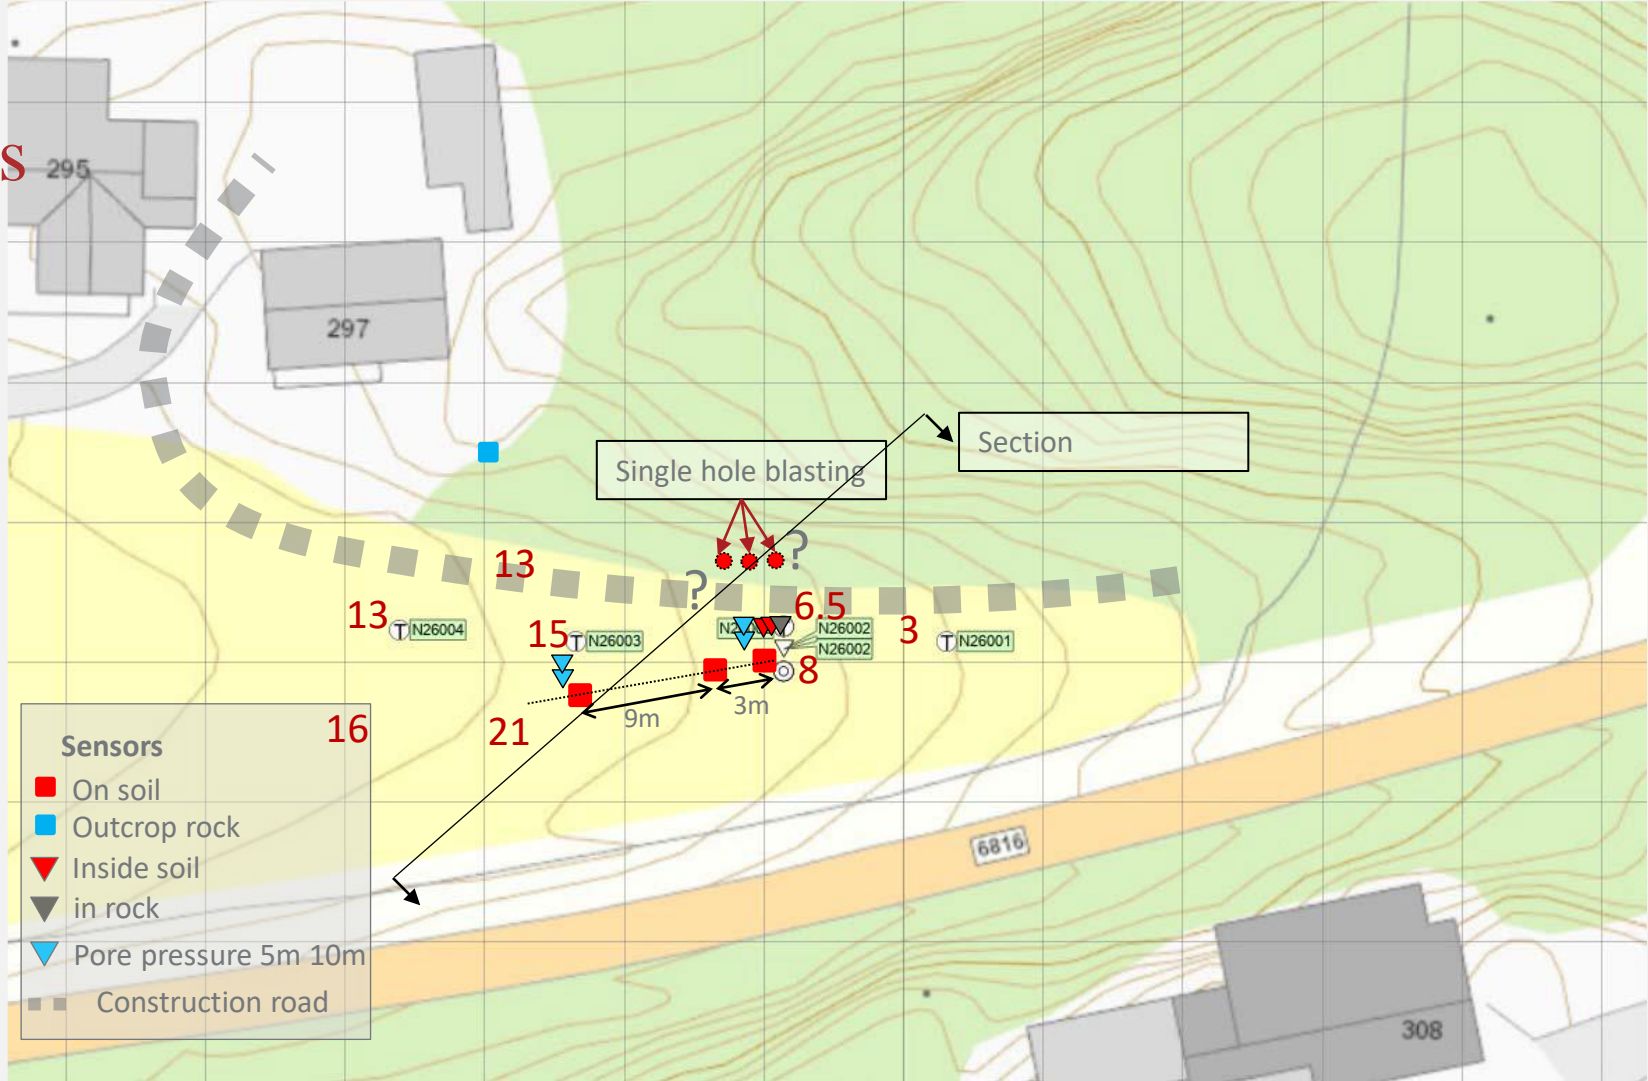 S
295
297
Section
Single hole blasting
?
13
?
6.5
13
N26004
15
N26003
N26002
3
N26001
N26002
8
9m
3m
21
16
Sensors
On soil
Outcrop rock
Inside soil
in rock
Pore pressure 5m 10m
Construction road
6816
308
T
T
T